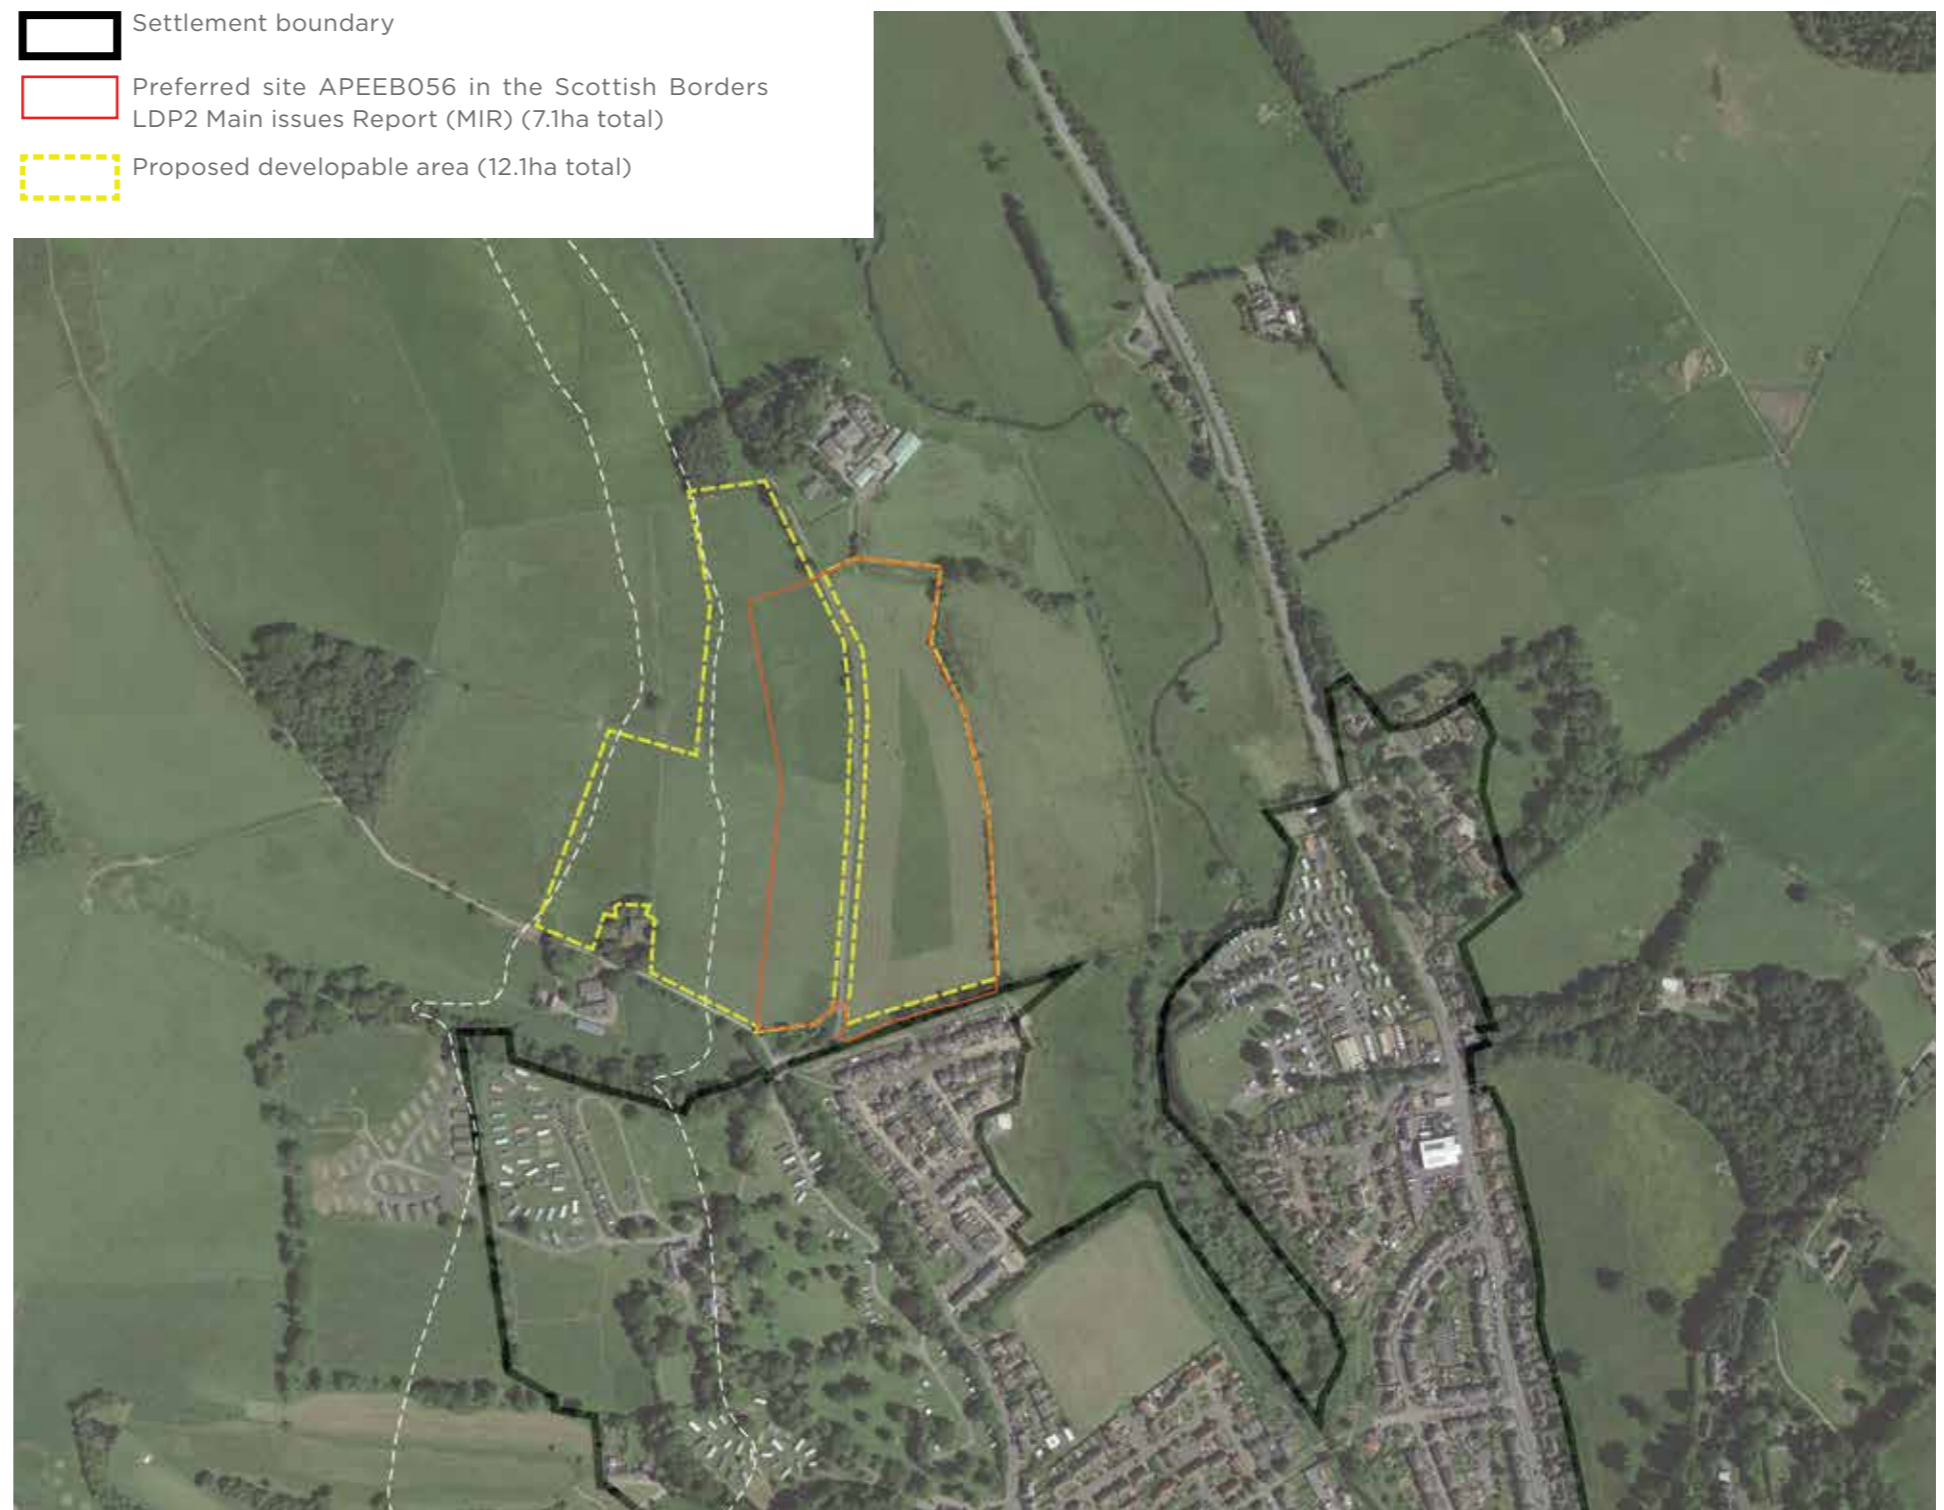 Settlement boundary
Preferred site APEEB056 in the Scottish Borders
LDP2 Main issues Report (MIR) (7.1ha total)
Proposed developable area (12.1ha total)